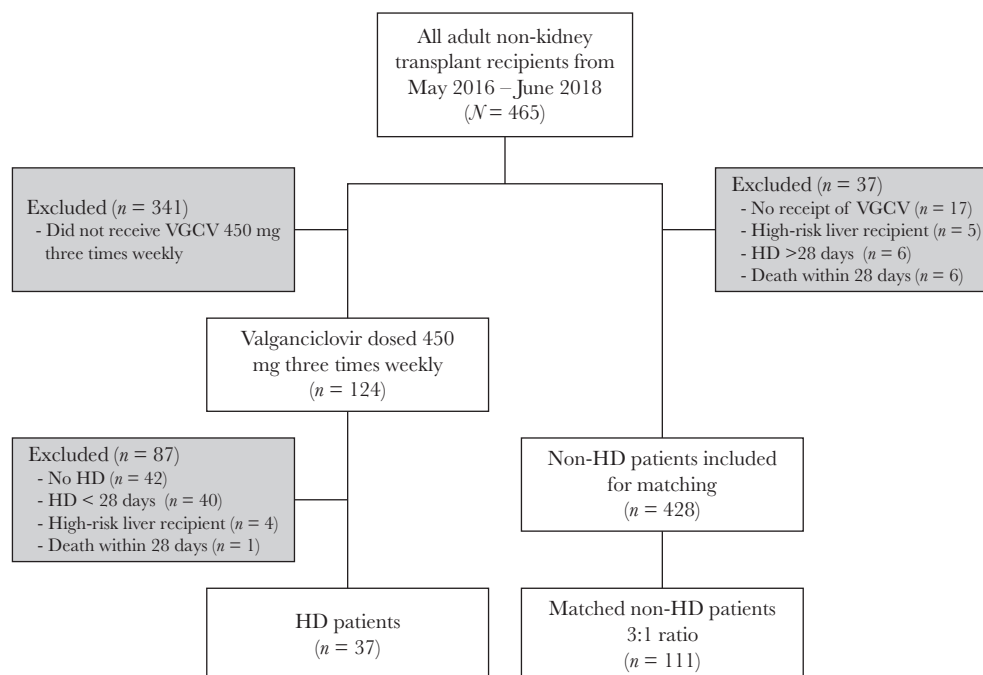 All adult non-kidney
transplant recipients from
May 2016 – June 2018
(N = 465)
Excluded (n = 341)
- Did not receive VGCV 450 mg
three times weekly
Excluded (n = 37)
- No receipt of VGCV (n = 17)
- High-risk liver recipient (n = 5)
- HD >28 days (n = 6)
- Death within 28 days (n = 6)
Valganciclovir dosed 450
mg three times weekly
(n = 124)
Excluded (n = 87)
- No HD (n = 42)
- HD < 28 days (n = 40)
- High-risk liver recipient (n = 4)
- Death within 28 days (n = 1)
Non-HD patients included
for matching
(n = 428)
HD patients
(n = 37)
Matched non-HD patients
3:1 ratio
(n = 111)